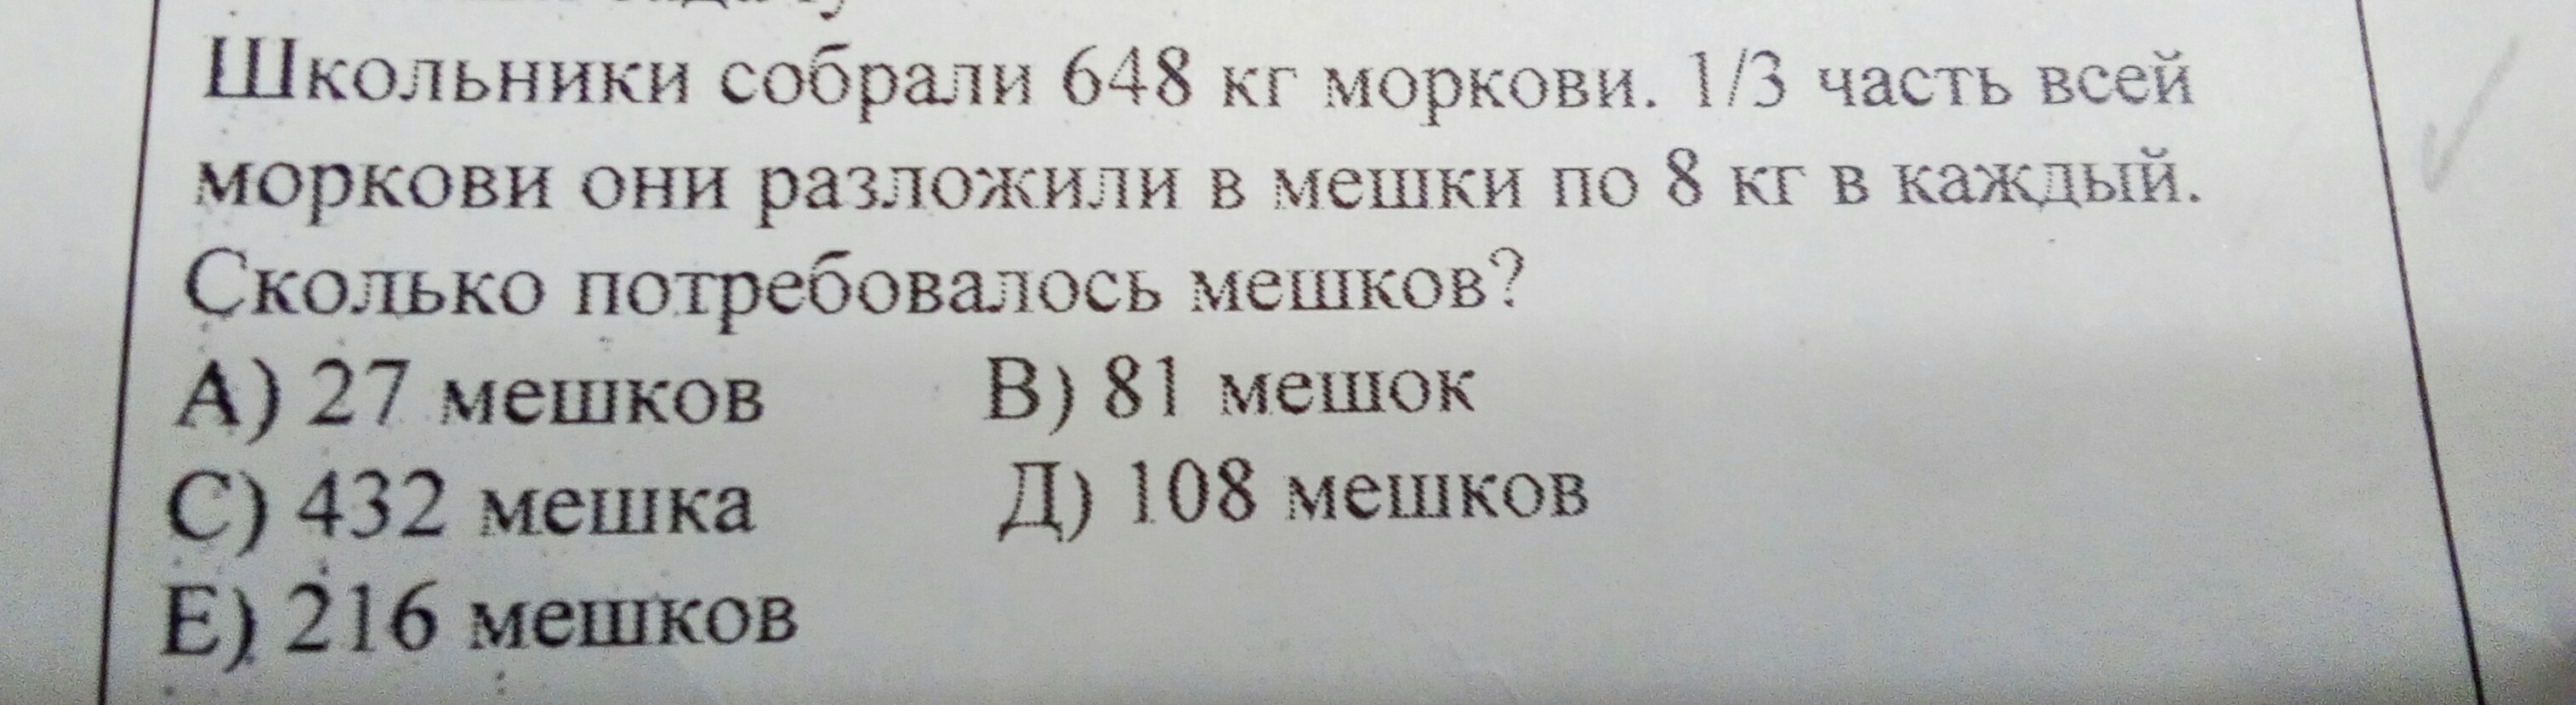 Школьники собрали 648 кг моркови. 1/3 часть всей
моркови они разложили в мешки по 8 кг в каждый.
Сколько потребовалось мешков?
А) 27 мешков В) 81 мешок
С) 432 мешка Д) 108 мешков
Е) 216 мешков